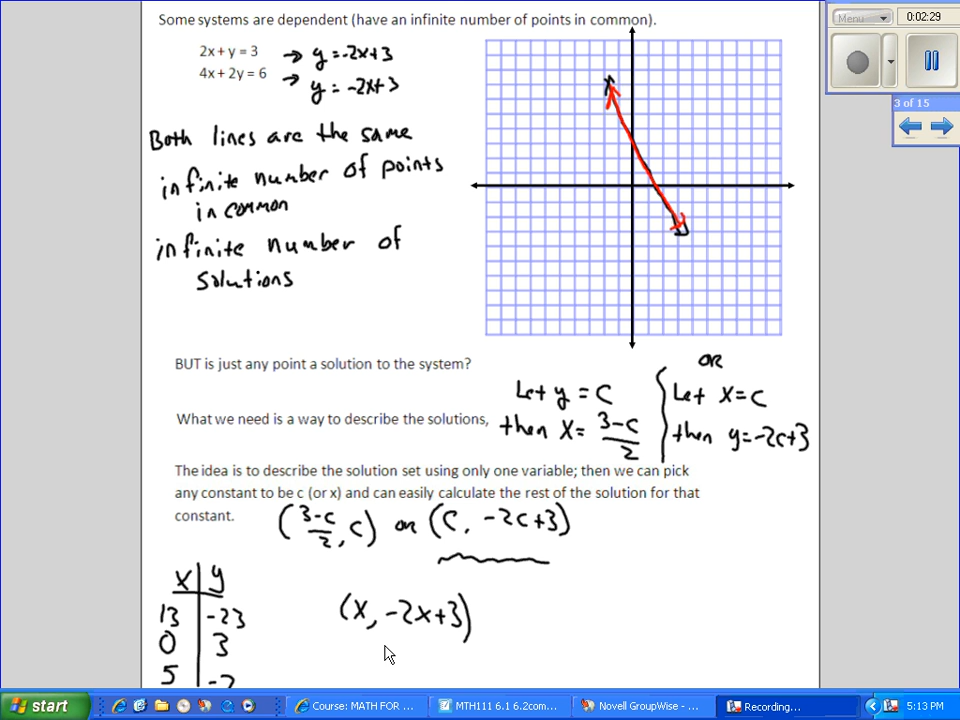 Some systems are dependent (have an infinite number of points in common).
Menu
0:02:29
2x + y = 3 → y = -2x+3
4x + 2y = 6 → y = -2x+3
3 of 15
Both lines are the same
infinite number of points
in common
infinite number of
solutions
BUT is just any point a solution to the system?
OR
Let y = C
Let x = C
What we need is a way to describe the solutions,
then x = 3-C/2
then y = -2C+3
The idea is to describe the solution set using only one variable; then we can pick
any constant to be c (or x) and can easily calculate the rest of the solution for that
constant.
(3-C/2, C) or (C, -2C+3)
x y
13 -23
(x, -2x+3)
0 3
5
start
Course: MATH FOR ...
MTH111 6.1 6.2com...
Novell GroupWise - ...
Recording...
5:13 PM